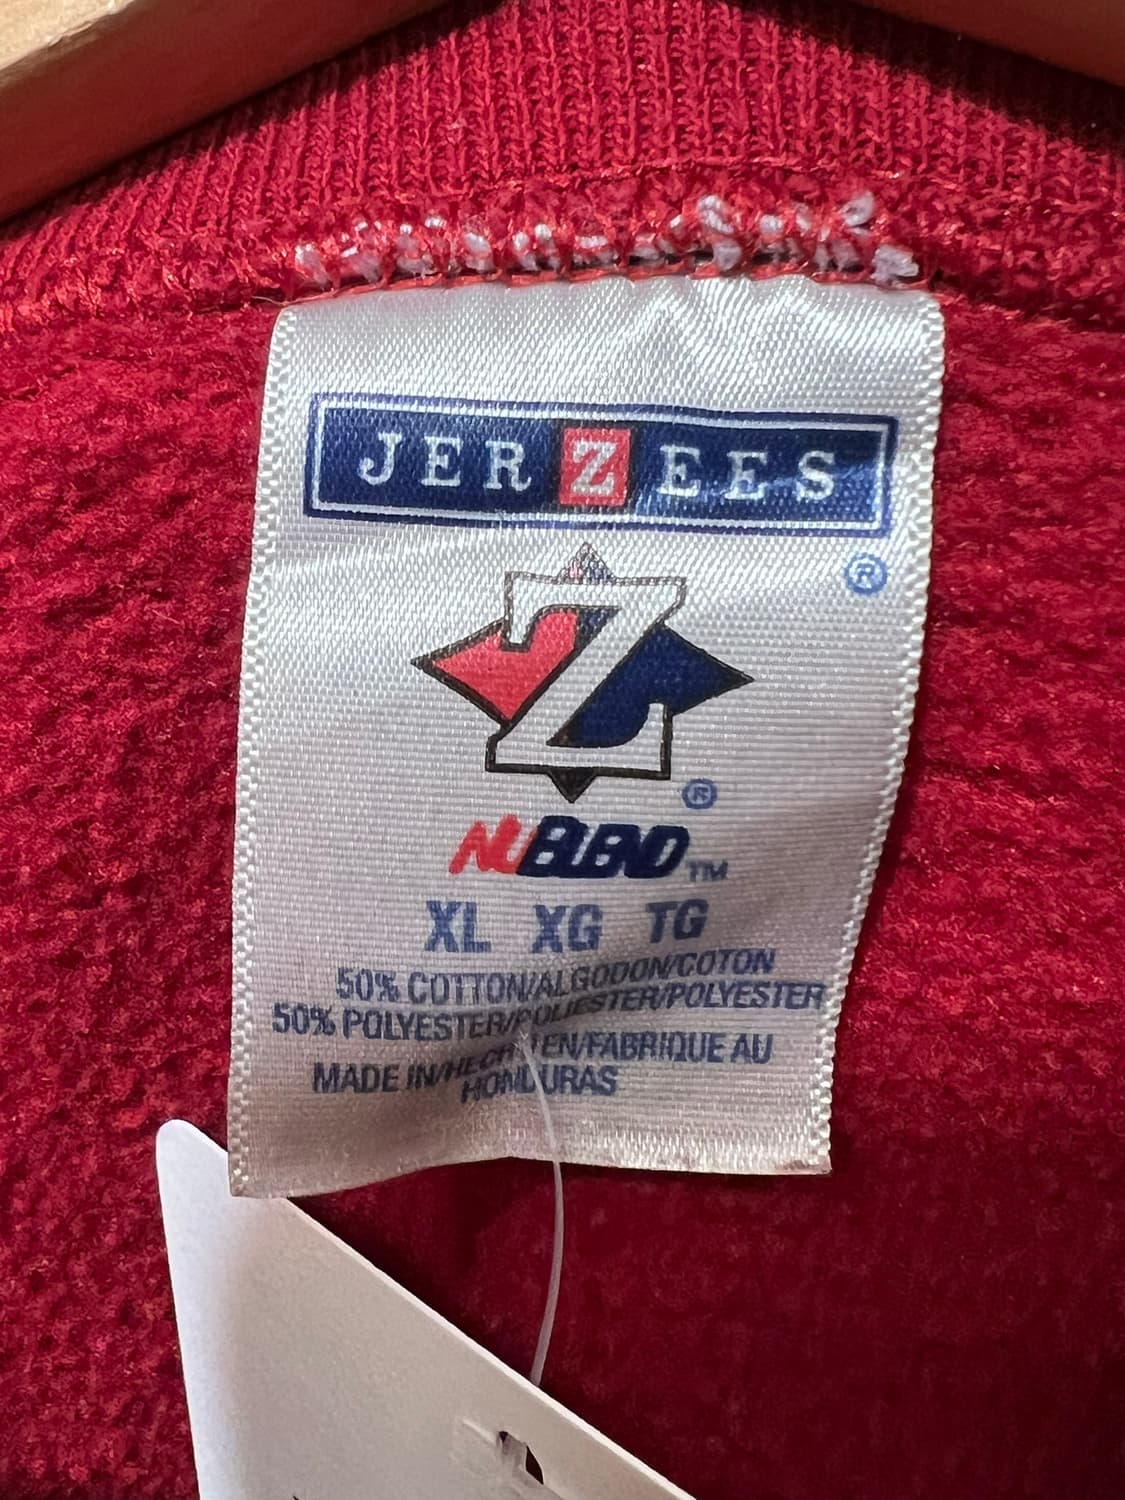 JERZEES
®
Z
®
NUBLEND™
XL XG TG
50% COTTON/ALGODON/COTON
50% POLYESTER/POLIESTER/POLYESTER
MADE IN/HECHO EN/FABRIQUE AU
HONDURAS